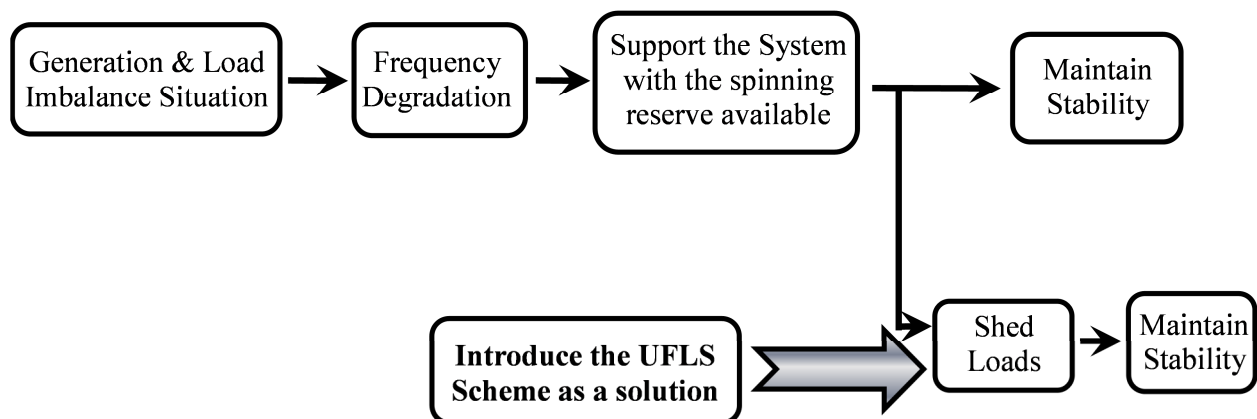 Generation & Load
Imbalance Situation
Frequency
Degradation
Support the System
with the spinning
reserve available
Maintain
Stability
Introduce the UFLS
Scheme as a solution
Shed
Loads
Maintain
Stability